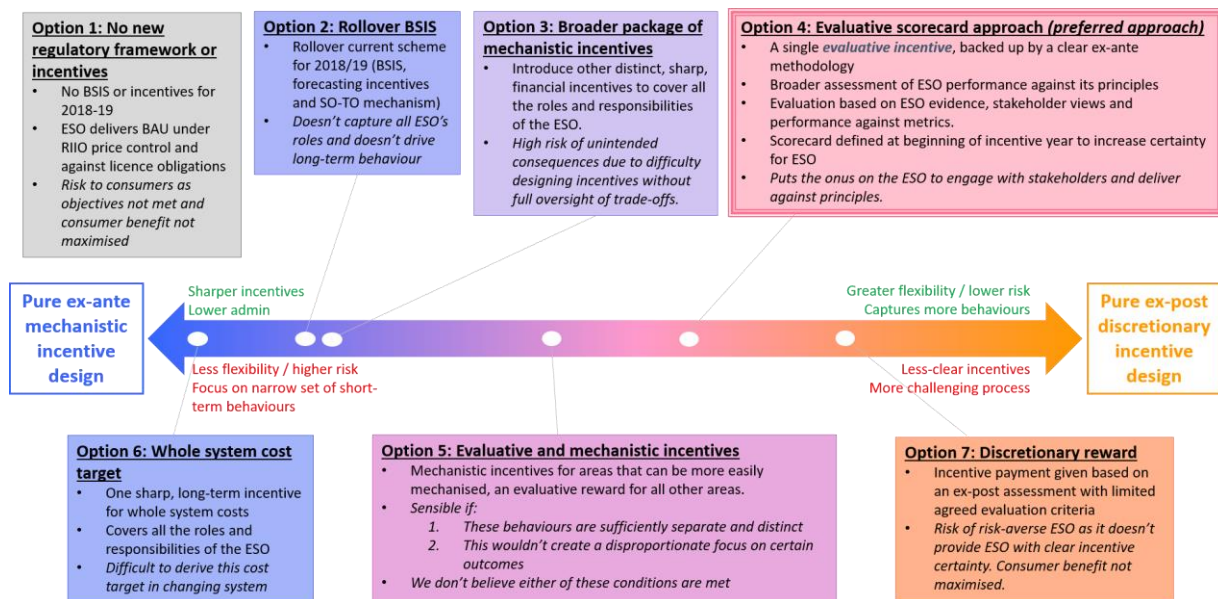 Option 1: No new
regulatory framework or
incentives
• No BSIS or incentives for
2018-19
• ESO delivers BAU under
RIIO price control and
against licence obligations
• Risk to consumers as
objectives not met and
consumer benefit not
maximised
Option 2: Rollover BSIS
• Rollover current scheme
for 2018/19 (BSIS,
forecasting incentives
and SO-TO mechanism)
• Doesn't capture all ESO's
roles and doesn't drive
long-term behaviour
Option 3: Broader package of
mechanistic incentives
• Introduce other distinct, sharp,
financial incentives to cover all
the roles and responsibilities
of the ESO.
• High risk of unintended
consequences due to difficulty
designing incentives without
full oversight of trade-offs.
Option 4: Evaluative scorecard approach (preferred approach)
• A single evaluative incentive, backed up by a clear ex-ante
methodology
• Broader assessment of ESO performance against its principles
• Evaluation based on ESO evidence, stakeholder views and
performance against metrics.
• Scorecard defined at beginning of incentive year to increase certainty
for ESO
• Puts the onus on the ESO to engage with stakeholders and deliver
against principles.
Pure ex-ante
mechanistic
incentive
design
Sharper incentives
Lower admin
Less flexibility / higher risk
Focus on narrow set of short-
term behaviours
Greater flexibility / lower risk
Captures more behaviours
Less-clear incentives
More challenging process
Pure ex-post
discretionary
incentive
design
Option 6: Whole system cost
target
• One sharp, long-term incentive
for whole system costs
• Covers all the roles and
responsibilities of the ESO
• Difficult to derive this cost
target in changing system
Option 5: Evaluative and mechanistic incentives
• Mechanistic incentives for areas that can be more easily
mechanised, an evaluative reward for all other areas.
• Sensible if:
1. These behaviours are sufficiently separate and distinct
2. This wouldn't create a disproportionate focus on certain
outcomes
• We don't believe either of these conditions are met
Option 7: Discretionary reward
• Incentive payment given based on
an ex-post assessment with limited
agreed evaluation criteria
• Risk of risk-averse ESO as it doesn't
provide ESO with clear incentive
certainty. Consumer benefit not
maximised.